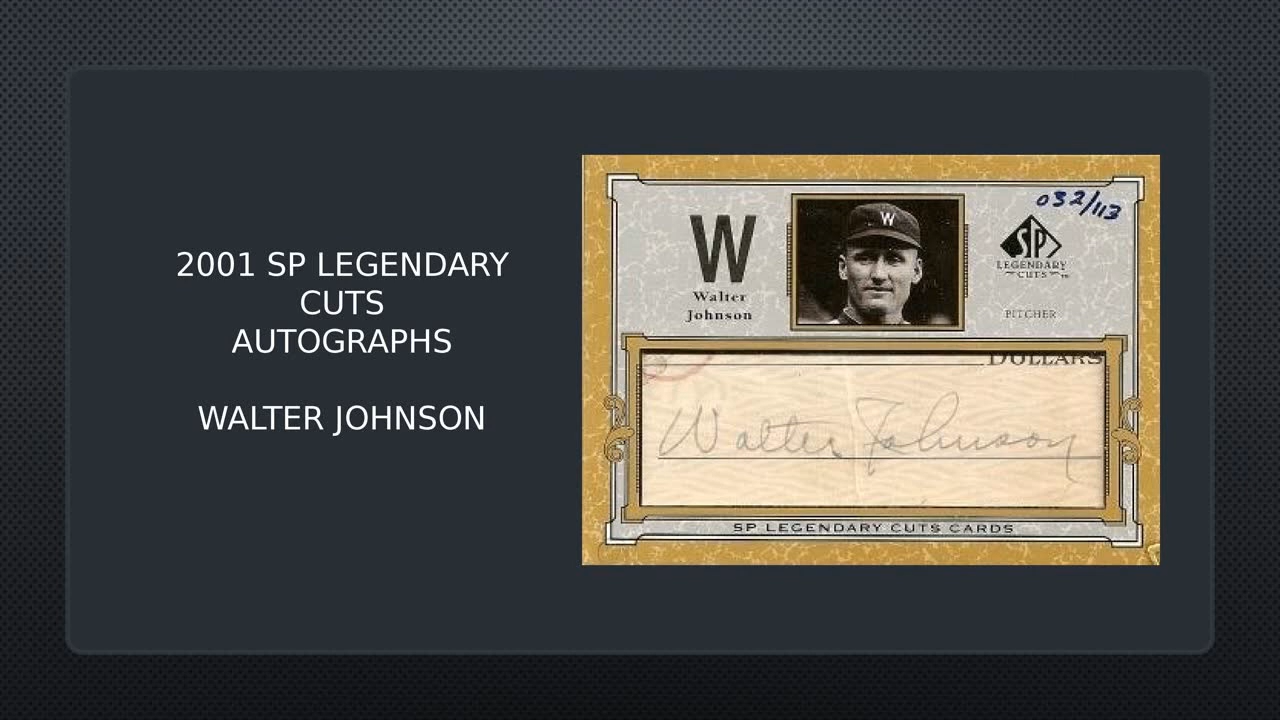 2001 SP LEGENDARY
CUTS
AUTOGRAPHS
WALTER JOHNSON
032/113
W
W
SP
LEGENDARY
CUTS
TM
Walter
Johnson
PITCHER
DOLLARS
Walter Johnson
SP LEGENDARY CUTS CARDS